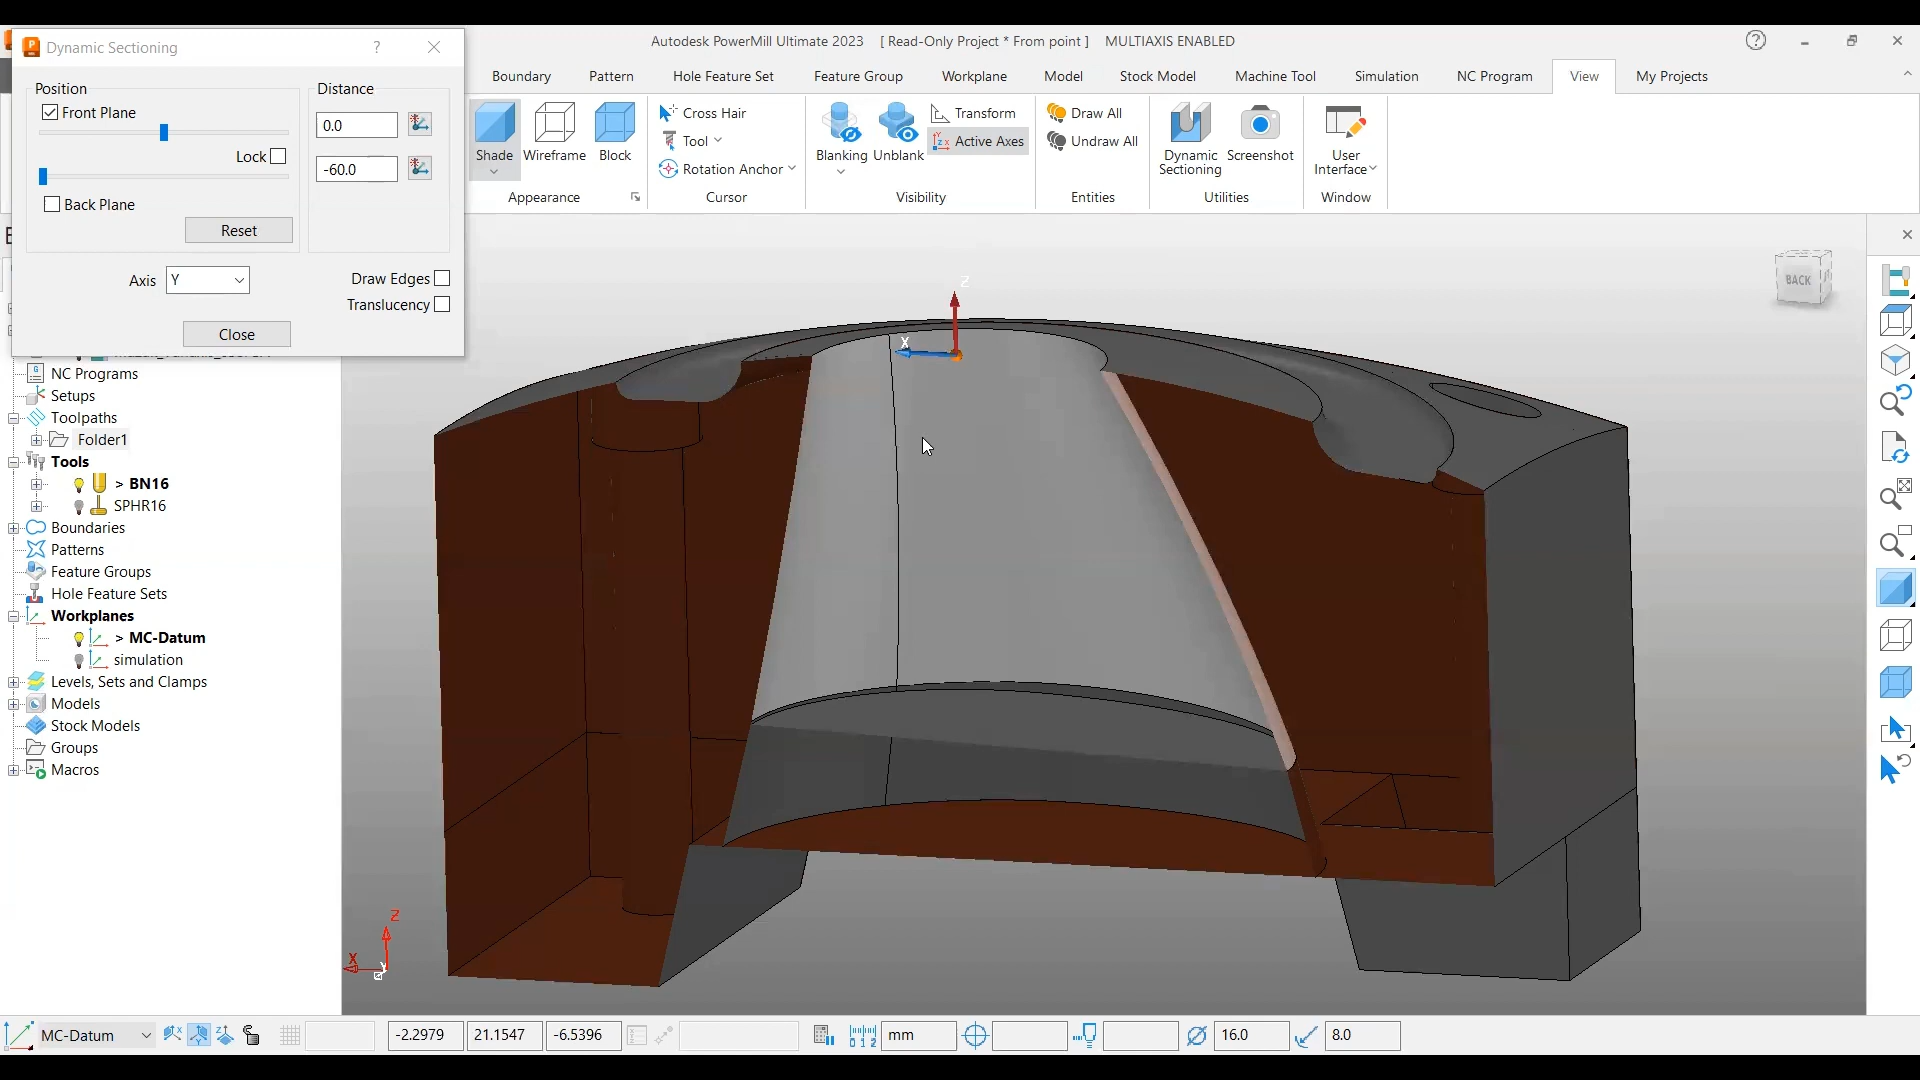 Dynamic Sectioning
?
Autodesk PowerMill Ultimate 2023 [ Read-Only Project * From point ] MULTIAXIS ENABLED
Boundary Pattern Hole Feature Set Feature Group Workplane Model Stock Model Machine Tool Simulation NC Program View My Projects
Position
Distance
Front Plane
0.0
Lock
-60.0
Back Plane
Reset
Axis Y
Draw Edges
Translucency
Close
Shade Wireframe Block
Appearance
Cross Hair
Tool
Rotation Anchor
Cursor
Blanking Unblank
Transform
Active Axes
Visibility
Draw All
Undraw All
Entities
Dynamic Sectioning
Screenshot
Utilities
User Interface
Window
NC Programs
Setups
Toolpaths
Folder1
Tools
> BN16
SPHR16
Boundaries
Patterns
Feature Groups
Hole Feature Sets
Workplanes
> MC-Datum
simulation
Levels, Sets and Clamps
Models
Stock Models
Groups
Macros
BACK
Z
X
Z
X
Y
MC-Datum -2.2979 21.1547 -6.5396 mm 16.0 8.0